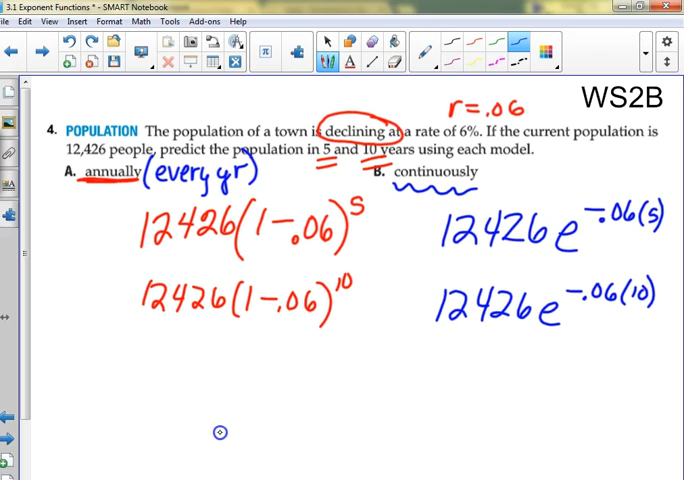 3.1 Exponent Functions * - SMART Notebook
File Edit View Insert Format Math Tools Add-ons Help
WS2B
r=.06
4. POPULATION The population of a town is declining at a rate of 6%. If the current population is
12,426 people, predict the population in 5 and 10 years using each model.
A. annually (every yr) B. continuously
12426(1-.06)^5 12426e^-.06(5)
12426(1-.06)^10 12426e^-.06(10)